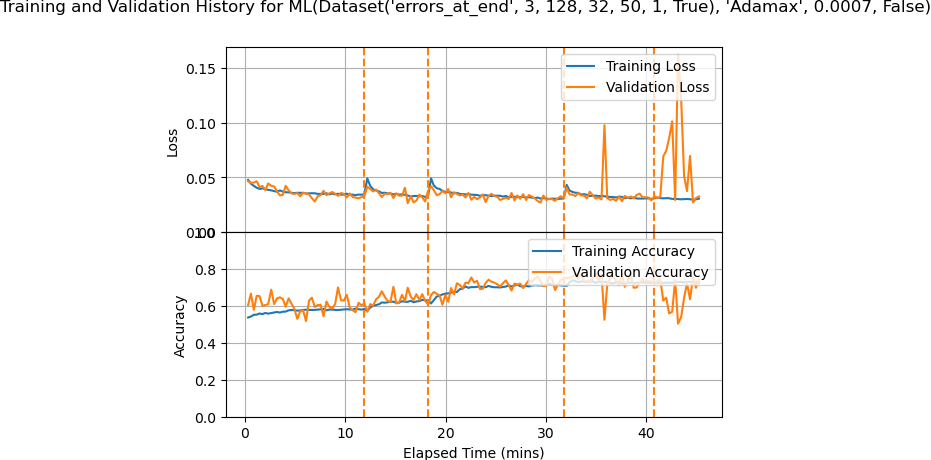 Training and Validation History for ML(Dataset('errors_at_end', 3, 128, 32, 50, 1, True), 'Adamax', 0.0007, False)
0.15
0.10
0.05
0.00
Loss
Training Loss
Validation Loss
1.0
0.8
0.6
0.4
0.2
0.0
Accuracy
Training Accuracy
Validation Accuracy
0
10
20
30
40
Elapsed Time (mins)